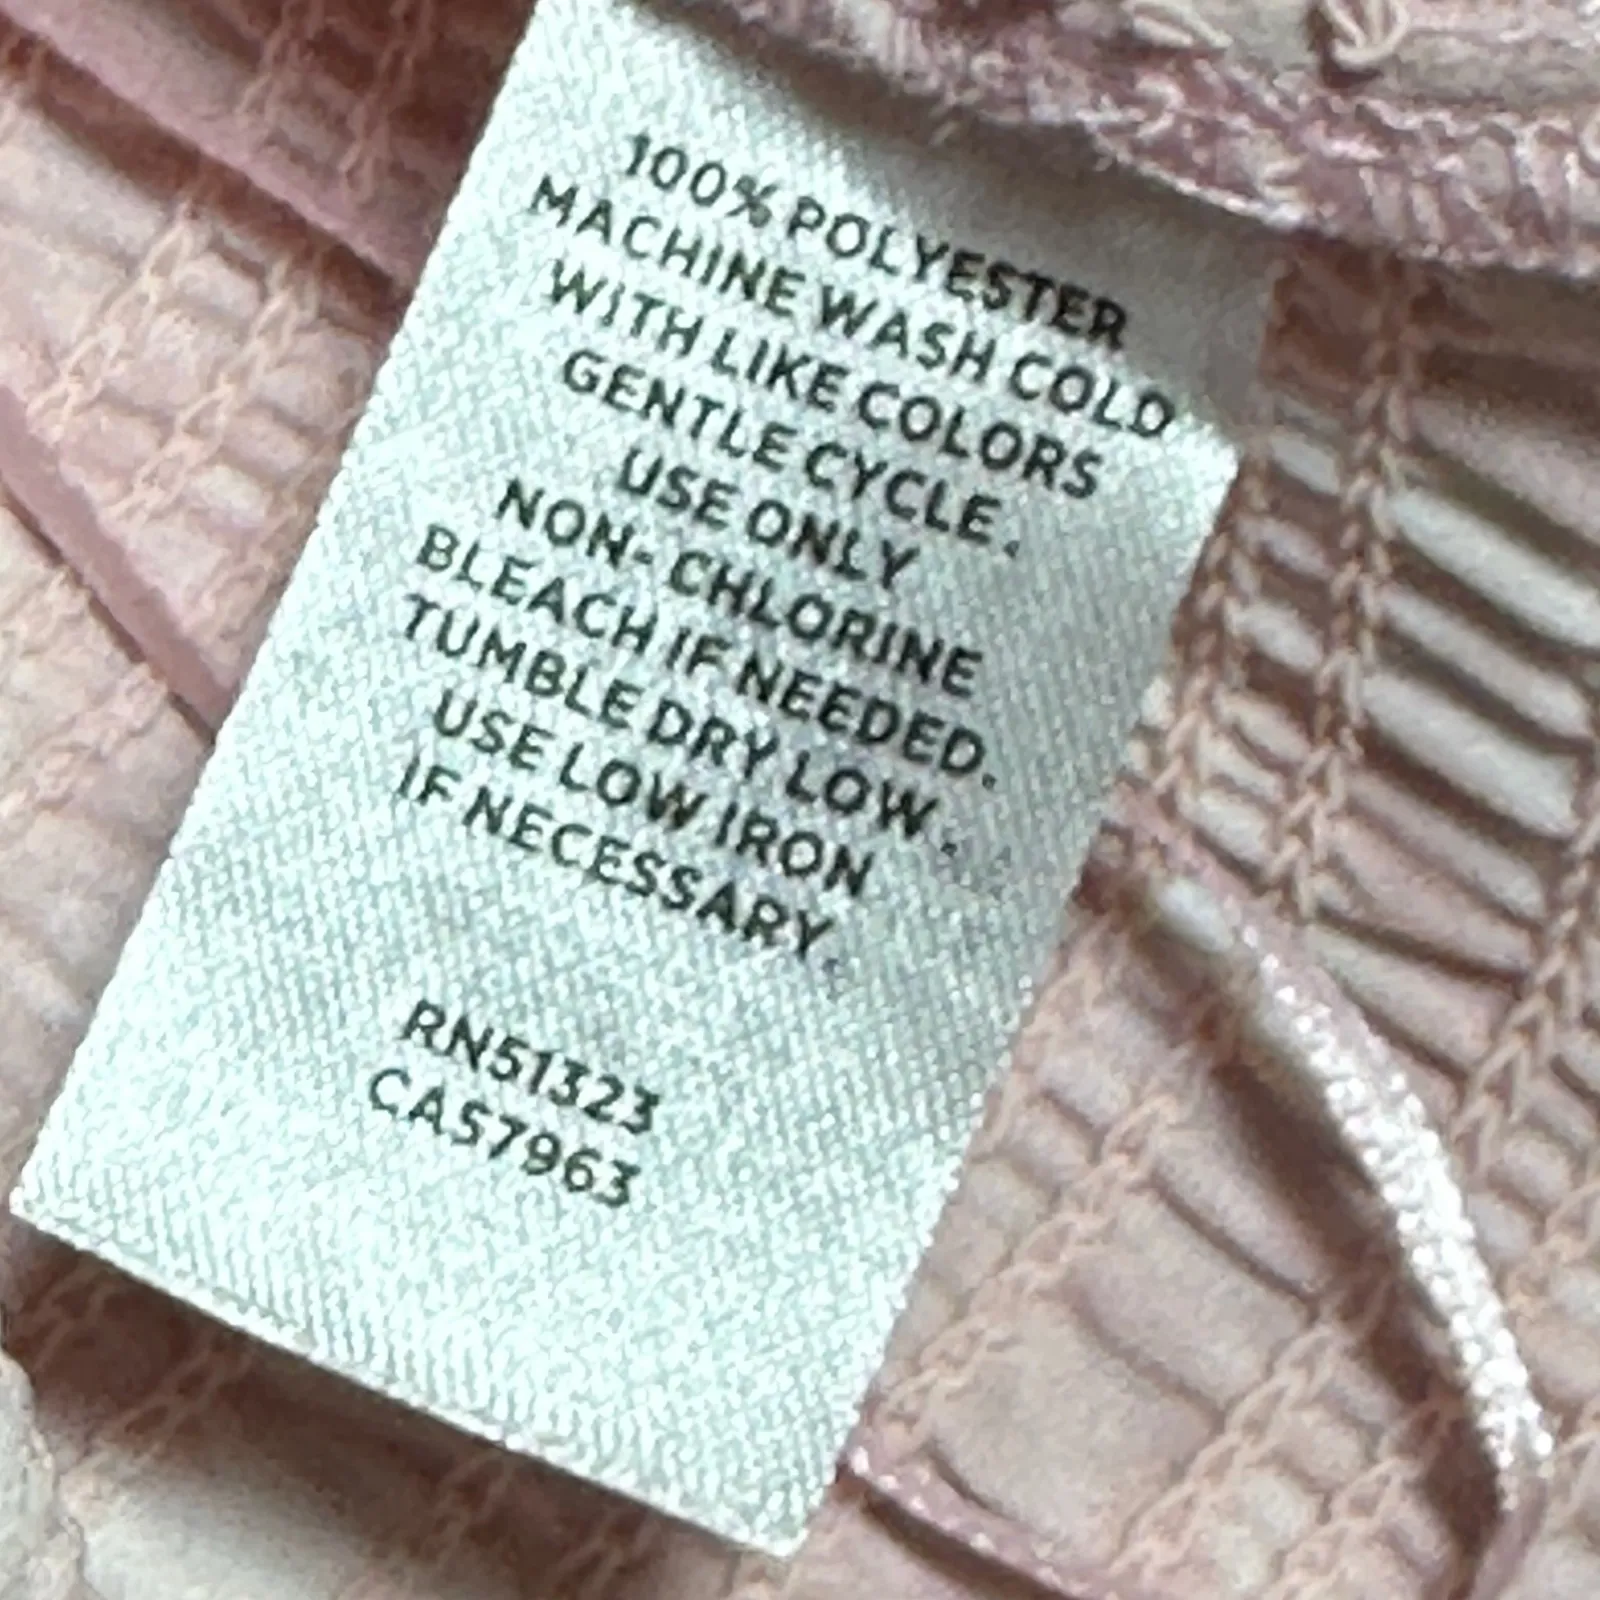 100% POLYESTER
MACHINE WASH COLD
WITH LIKE COLORS
GENTLE CYCLE.
USE ONLY
NON-CHLORINE
BLEACH IF NEEDED.
TUMBLE DRY LOW.
USE LOW IRON
IF NECESSARY.
RN51323
CA57963